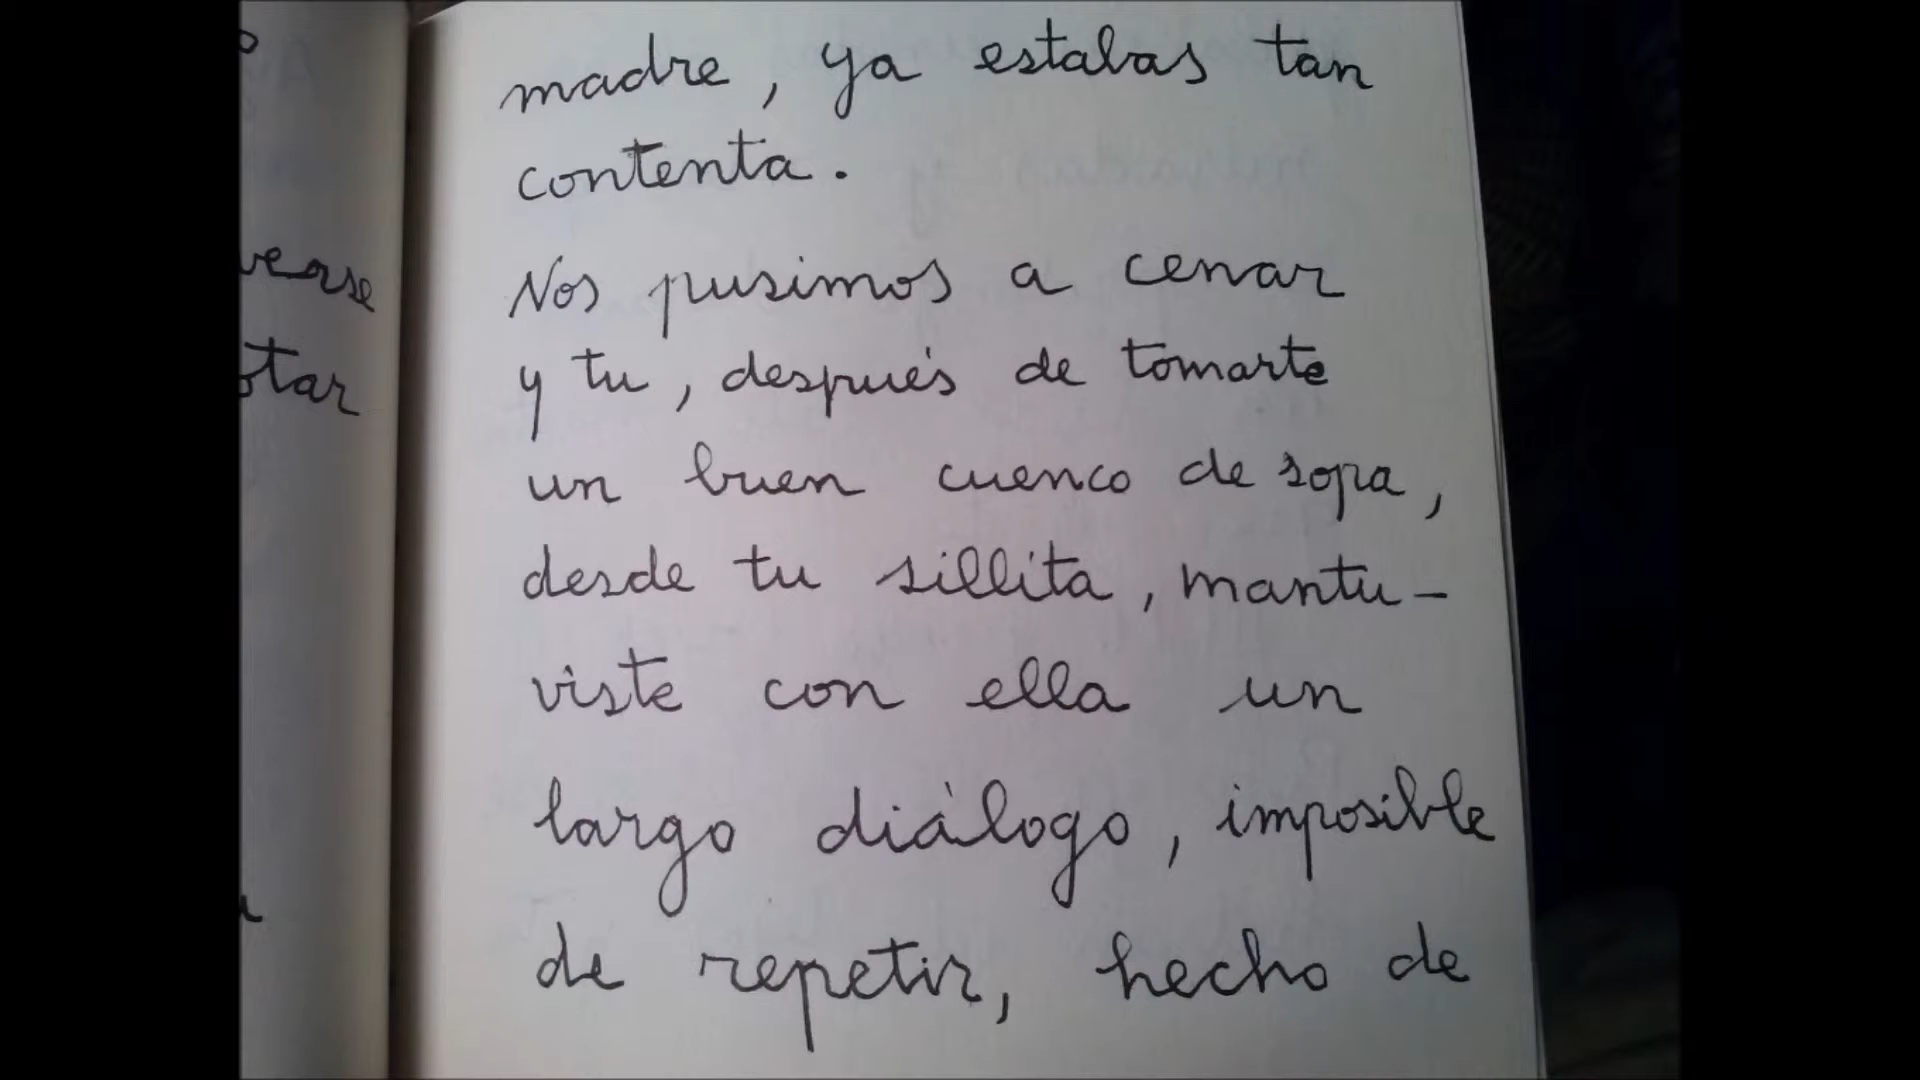 madre, ya estabas tan
contenta.
Nos pusimos a cenar
y tu, después de tomarte
un buen cuenco de sopa,
desde tu sillita, mantu-
viste con ella un
largo diálogo, imposible
de repetir, hecho de